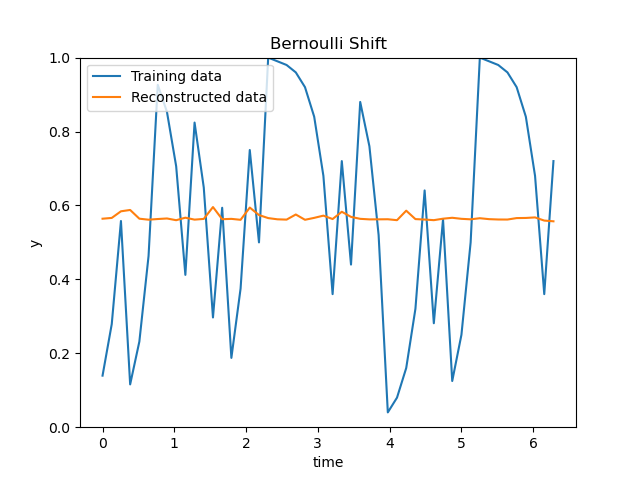 Bernoulli Shift
Training data
Reconstructed data
y
1.0
0.8
0.6
0.4
0.2
0.0
0 1 2 3 4 5 6
time